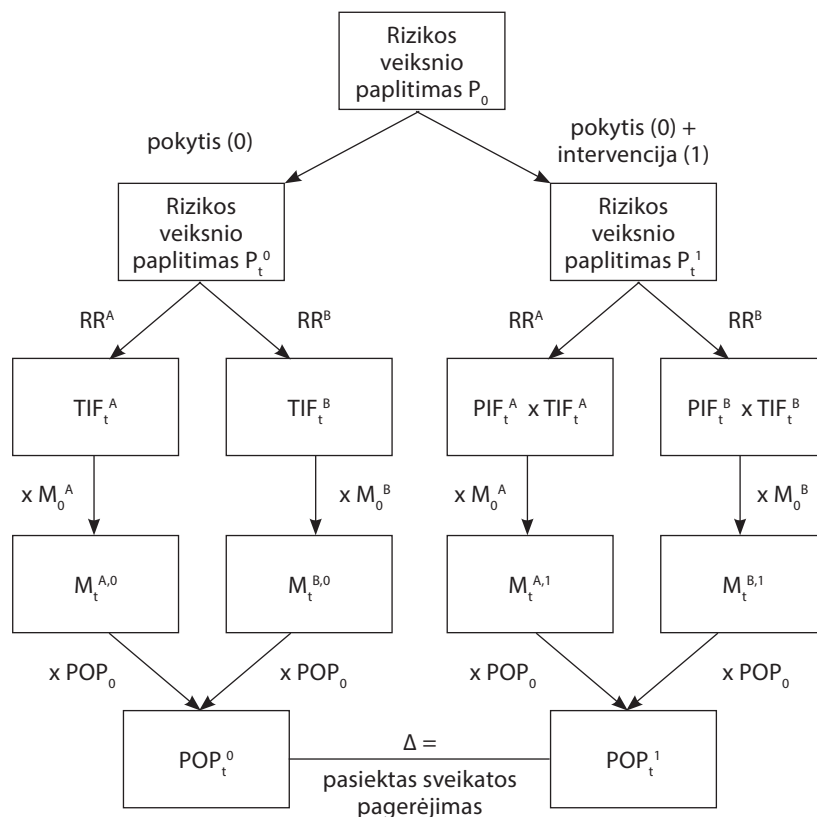 Rizikos
veiksnio
paplitimas P₀
pokytis (0)
pokytis (0) +
intervencija (1)
Rizikos
veiksnio
paplitimas Pₜ⁰
Rizikos
veiksnio
paplitimas Pₜ¹
RRᴬ
RRᴮ
RRᴬ
RRᴮ
TIFₜᴬ
TIFₜᴮ
PIFₜᴬ x TIFₜᴬ
PIFₜᴮ x TIFₜᴮ
x M₀ᴬ
x M₀ᴮ
x M₀ᴬ
x M₀ᴮ
Mₜᴬ,⁰
Mₜᴮ,⁰
Mₜᴬ,¹
Mₜᴮ,¹
x POP₀
x POP₀
x POP₀
x POP₀
POPₜ⁰
Δ =
pasiektas sveikatos
pagerėjimas
POPₜ¹